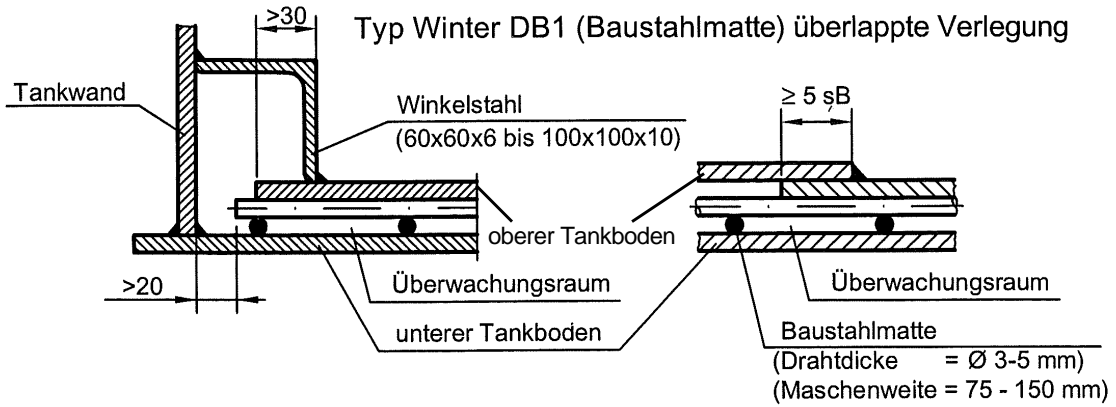 >30
Typ Winter DB1 (Baustahlmatte) überlappte Verlegung
Tankwand
Winkelstahl
(60x60x6 bis 100x100x10)
≥ 5 sB
oberer Tankboden
>20
Überwachungsraum
Überwachungsraum
unterer Tankboden
Baustahlmatte
(Drahtdicke = Ø 3-5 mm)
(Maschenweite = 75 - 150 mm)